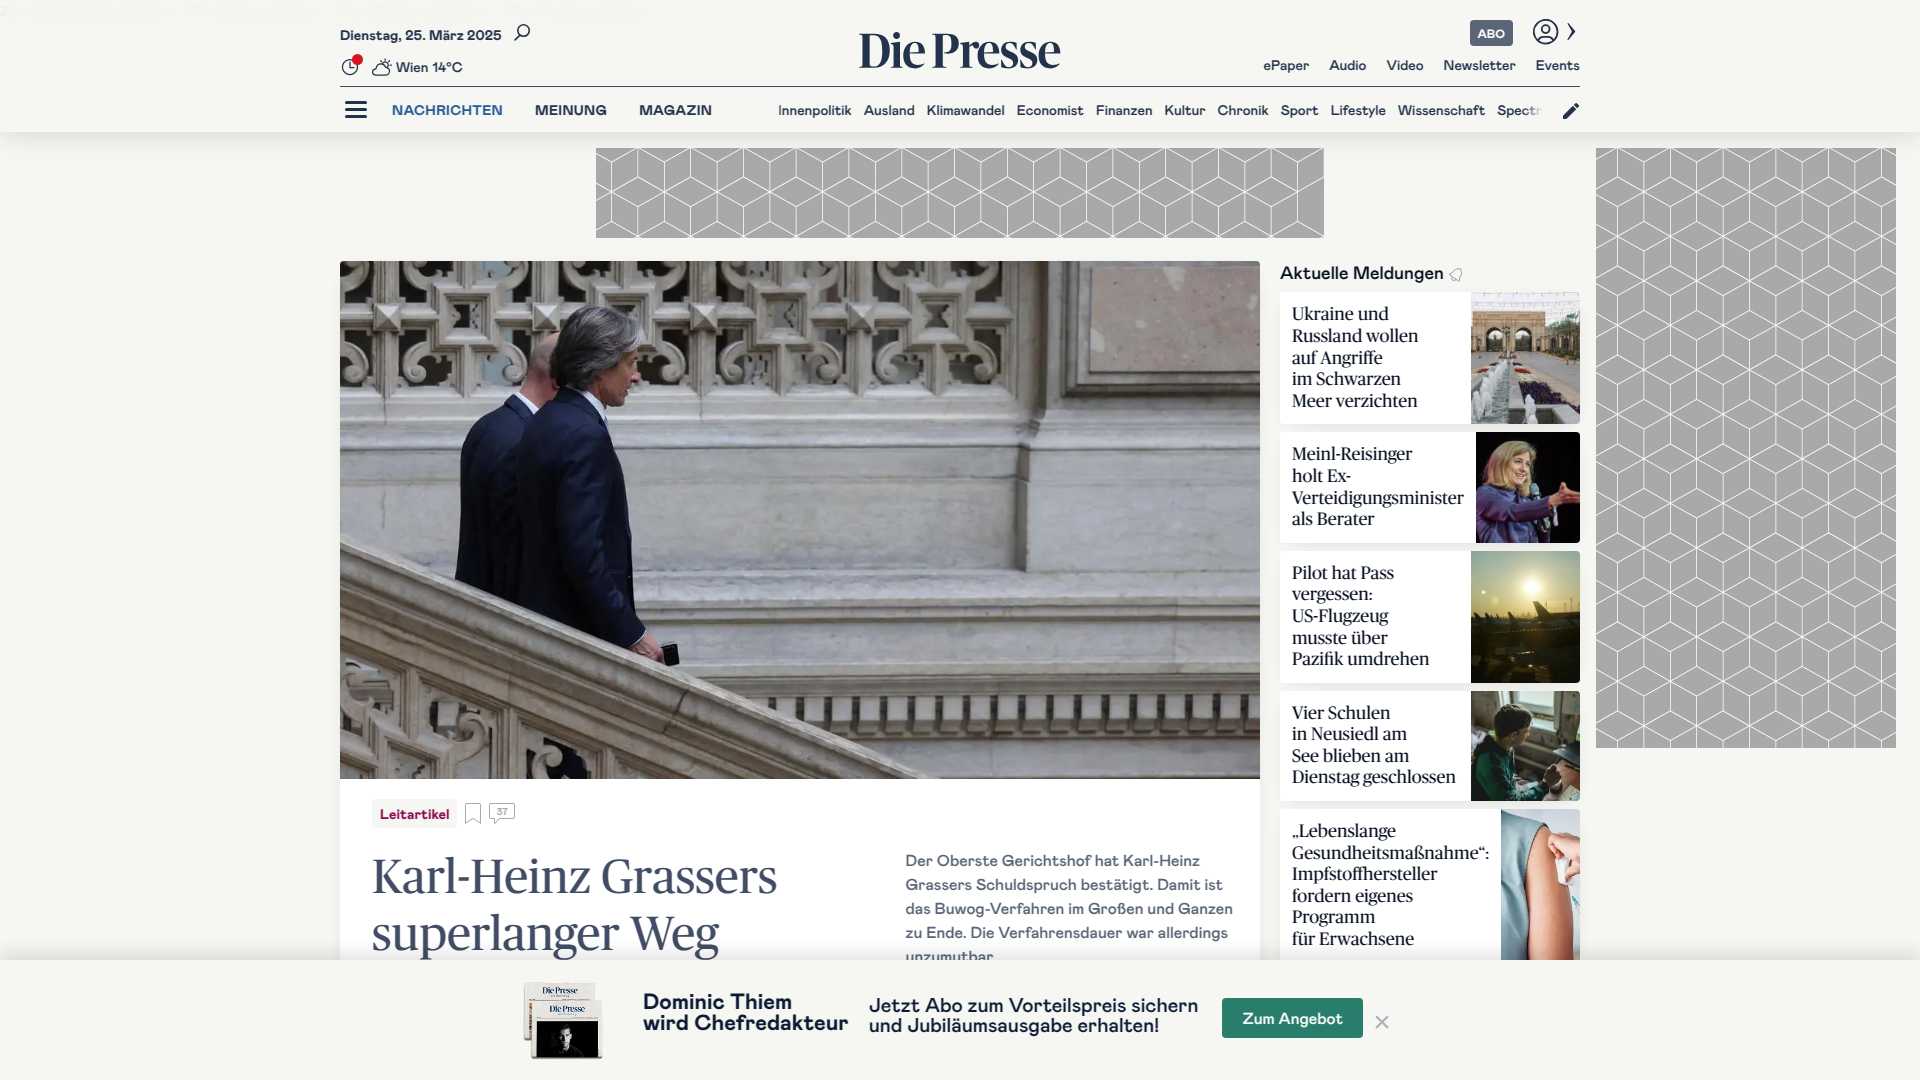 Dienstag, 25. März 2025
Wien 14°C
Die Presse
ABO
ePaper
Audio
Video
Newsletter
Events
NACHRICHTEN
MEINUNG
MAGAZIN
Innenpolitik
Ausland
Klimawandel
Economist
Finanzen
Kultur
Chronik
Sport
Lifestyle
Wissenschaft
Spectr
Leitartikel
37
Karl-Heinz Grassers
superlanger Weg
Der Oberste Gerichtshof hat Karl-Heinz
Grassers Schuldspruch bestätigt. Damit ist
das Buwog-Verfahren im Großen und Ganzen
zu Ende. Die Verfahrensdauer war allerdings
unzumutbar.
Aktuelle Meldungen
Ukraine und
Russland wollen
auf Angriffe
im Schwarzen
Meer verzichten
Meinl-Reisinger
holt Ex-
Verteidigungsminister
als Berater
Pilot hat Pass
vergessen:
US-Flugzeug
musste über
Pazifik umdrehen
Vier Schulen
in Neusiedl am
See blieben am
Dienstag geschlossen
„Lebenslange
Gesundheitsmaßnahme“:
Impfstoffhersteller
fordern eigenes
Programm
für Erwachsene
Die Presse
Die Presse
Dominic Thiem
wird Chefredakteur
Jetzt Abo zum Vorteilspreis sichern
und Jubiläumsausgabe erhalten!
Zum Angebot